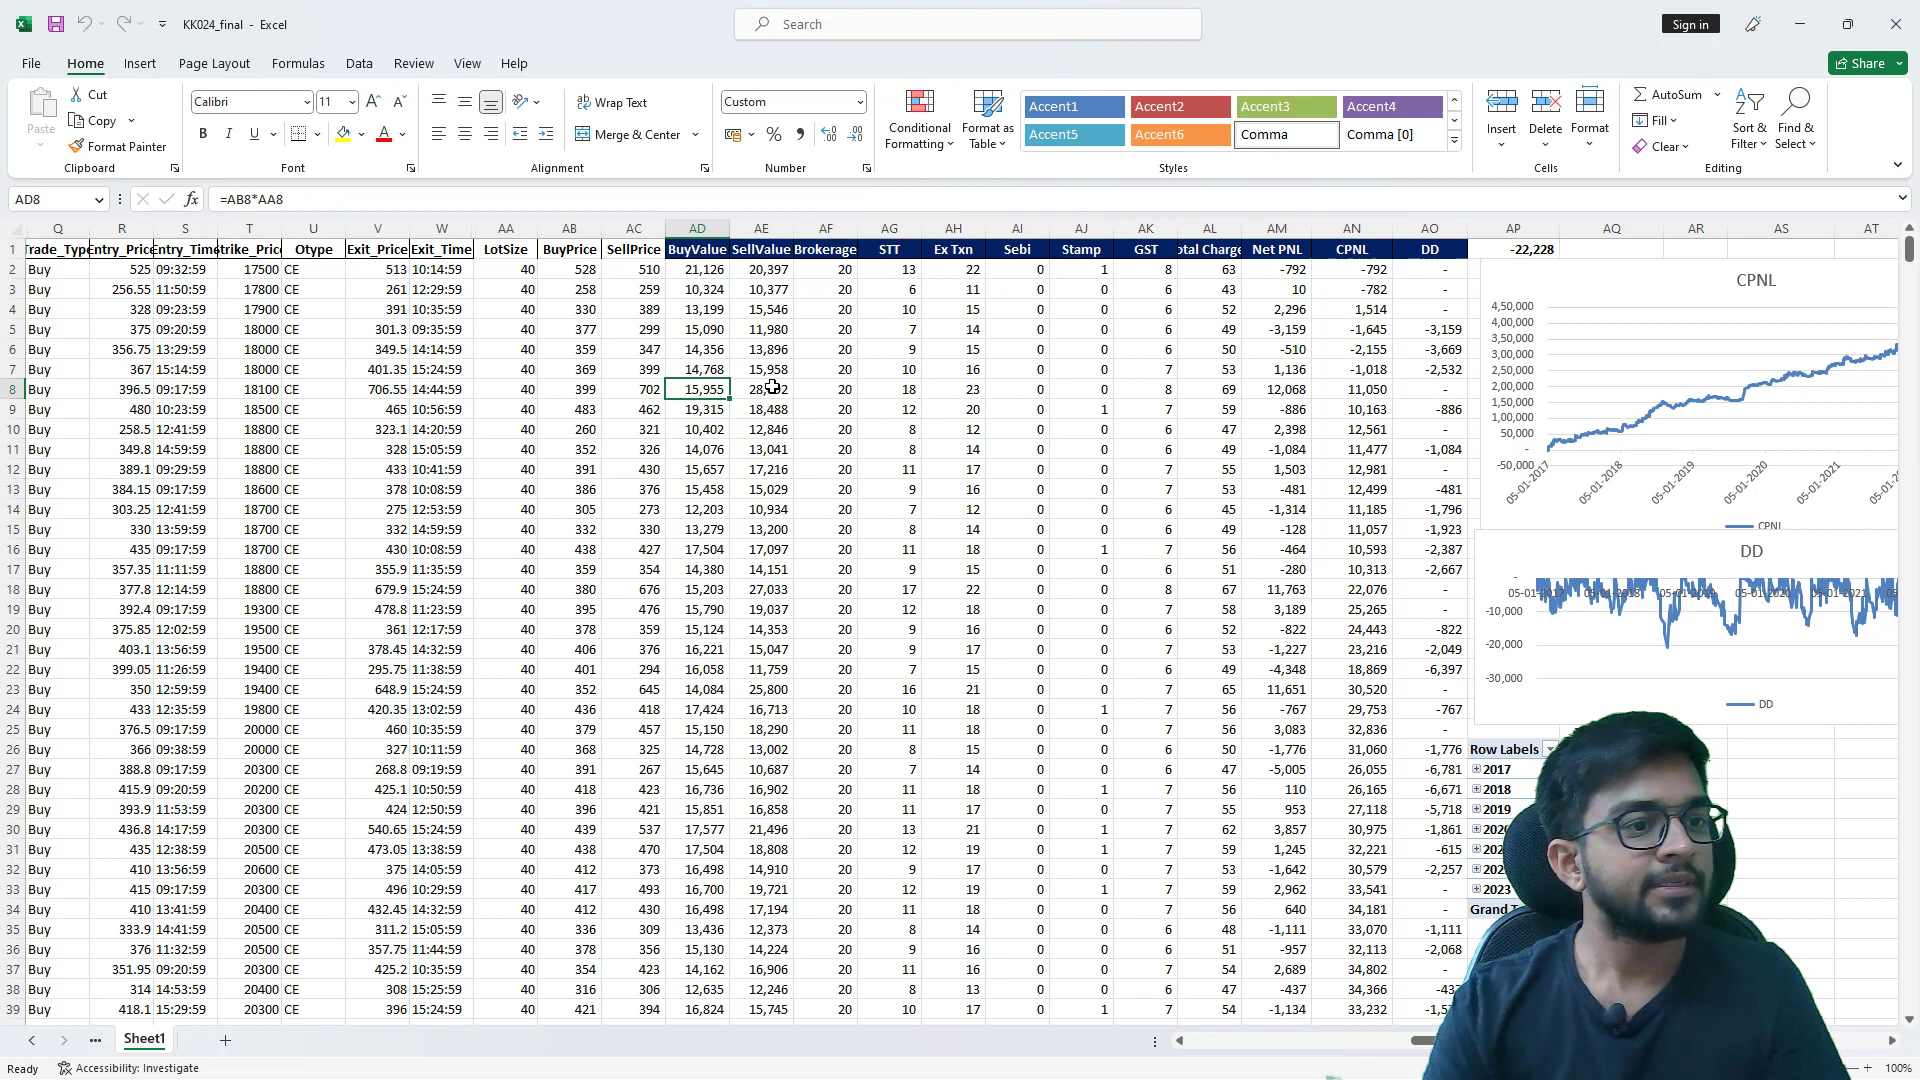 KK024_final - Excel
Search
Sign in
File Home Insert Page Layout Formulas Data Review View Help
Share
Paste Cut Copy Format Painter Clipboard
Calibri 11 B I U A Font
Wrap Text Merge & Center Alignment
Custom % Number
Conditional Formatting Format as Table
Accent1 Accent2 Accent3 Accent4
Accent5 Accent6 Comma Comma [0]
Styles
Insert Delete Format Cells
AutoSum Fill Clear Sort & Filter Find & Select Editing
AD8 fx =AB8*AA8
Q R S T U V W AA AB AC AD AE AF AG AH AI AJ AK AL AM AN AO AP AQ AR AS AT
1 Trade_Type Entry_Price Entry_Time Strike_Price Otype Exit_Price Exit_Time LotSize BuyPrice SellPrice BuyValue SellValue Brokerage STT Ex Txn Sebi Stamp GST Total Charge Net PNL CPNL DD -22,228
2 Buy 525 09:32:59 17500 CE 513 10:14:59 40 528 510 21,126 20,397 20 13 22 0 1 8 63 -792 -792 -
3 Buy 256.55 11:50:59 17800 CE 261 12:29:59 40 258 259 10,324 10,377 20 6 11 0 0 6 43 10 -782 -
4 Buy 328 09:23:59 17900 CE 391 10:35:59 40 330 389 13,199 15,546 20 10 15 0 0 6 52 2,296 1,514 -
5 Buy 375 09:20:59 18000 CE 301.3 09:35:59 40 377 299 15,090 11,980 20 7 14 0 0 6 49 -3,159 -1,645 -3,159
6 Buy 356.75 13:29:59 18000 CE 349.5 14:14:59 40 359 347 14,356 13,896 20 9 15 0 0 6 50 -510 -2,155 -3,669
7 Buy 367 15:14:59 18000 CE 401.35 15:24:59 40 369 399 14,768 15,958 20 10 16 0 0 7 53 1,136 -1,018 -2,532
8 Buy 396.5 09:17:59 18100 CE 706.55 14:44:59 40 399 702 15,955 20 18 23 0 0 8 69 12,068 11,050 -
9 Buy 480 10:23:59 18500 CE 465 10:56:59 40 483 462 19,315 18,488 20 12 20 0 1 7 59 -886 10,163 -886
10 Buy 258.5 12:41:59 18800 CE 323.1 14:20:59 40 260 321 10,402 12,846 20 8 12 0 0 6 47 2,398 12,561 -
11 Buy 349.8 14:59:59 18800 CE 328 15:05:59 40 352 326 14,076 13,041 20 8 14 0 0 6 49 -1,084 11,477 -1,084
12 Buy 389.1 09:29:59 18800 CE 433 10:41:59 40 391 430 15,657 17,216 20 11 17 0 0 7 55 1,503 12,981 -
13 Buy 384.15 09:17:59 18600 CE 378 10:08:59 40 386 376 15,458 15,029 20 9 16 0 0 7 53 -481 12,499 -481
14 Buy 303.25 12:41:59 18700 CE 275 12:53:59 40 305 273 12,203 10,934 20 7 12 0 0 6 45 -1,314 11,185 -1,796
15 Buy 330 13:59:59 18700 CE 332 14:59:59 40 332 330 13,279 13,200 20 8 14 0 0 6 49 -128 11,057 -1,923
16 Buy 435 09:17:59 18700 CE 430 10:08:59 40 438 427 17,504 17,097 20 11 18 0 1 7 56 -464 10,593 -2,387
17 Buy 357.35 11:11:59 18800 CE 355.9 11:35:59 40 359 354 14,380 14,151 20 9 15 0 0 6 51 -280 10,313 -2,667
18 Buy 377.8 12:14:59 18800 CE 679.9 15:24:59 40 380 676 15,203 27,033 20 17 22 0 0 8 67 11,763 22,076 -
19 Buy 392.4 09:17:59 19300 CE 478.8 11:23:59 40 395 476 15,790 19,037 20 12 18 0 0 7 58 3,189 25,265 -
20 Buy 375.85 12:02:59 19500 CE 361 12:17:59 40 378 359 15,124 14,353 20 9 16 0 0 6 52 -822 24,443 -822
21 Buy 403.1 13:56:59 19500 CE 378.45 14:32:59 40 406 376 16,221 15,047 20 9 17 0 0 7 53 -1,227 23,216 -2,049
22 Buy 399.05 11:26:59 19400 CE 295.75 11:38:59 40 401 294 16,058 11,759 20 7 15 0 0 6 49 -4,348 18,869 -6,397
23 Buy 350 12:59:59 19400 CE 648.9 15:24:59 40 352 645 14,084 25,800 20 16 21 0 0 7 65 11,651 30,520 -
24 Buy 433 12:35:59 19800 CE 420.35 13:02:59 40 436 418 17,424 16,713 20 10 18 0 1 7 56 -767 29,753 -767
25 Buy 376.5 09:17:59 20000 CE 460 10:35:59 40 379 457 15,150 18,290 20 11 18 0 0 7 56 3,083 32,836 -
26 Buy 366 09:38:59 20000 CE 327 10:11:59 40 368 325 14,728 13,002 20 8 15 0 0 6 50 -1,776 31,060 -1,776
27 Buy 388.8 09:17:59 20300 CE 268.8 09:19:59 40 391 267 15,645 10,687 20 7 14 0 0 6 47 -5,005 26,055 -6,781
28 Buy 415.9 09:20:59 20200 CE 425.1 10:50:59 40 418 423 16,736 16,902 20 11 18 0 1 7 56 110 26,165 -6,671
29 Buy 393.9 11:53:59 20300 CE 424 12:50:59 40 396 421 15,851 16,858 20 11 17 0 0 7 55 953 27,118 -5,718
30 Buy 436.8 14:17:59 20300 CE 540.65 15:24:59 40 439 537 17,577 21,496 20 13 21 0 1 7 62 3,857 30,975 -1,861
31 Buy 435 12:38:59 20500 CE 473.05 13:38:59 40 438 470 17,504 18,808 20 12 19 0 1 7 59 1,245 32,221 -615
32 Buy 410 13:56:59 20600 CE 375 14:05:59 40 412 373 16,498 14,910 20 9 17 0 0 7 53 -1,642 30,579 -2,257
33 Buy 415 09:17:59 20300 CE 496 10:29:59 40 417 493 16,700 19,721 20 12 19 0 1 7 59 2,962 33,541 -
34 Buy 410 13:41:59 20400 CE 432.45 14:32:59 40 412 430 16,498 17,194 20 11 18 0 0 7 56 640 34,181 -
35 Buy 333.9 14:41:59 20500 CE 311.2 15:05:59 40 336 309 13,436 12,373 20 8 14 0 0 6 48 -1,111 33,070 -1,111
36 Buy 376 11:32:59 20500 CE 357.75 11:44:59 40 378 356 15,130 14,224 20 9 16 0 0 6 51 -957 32,113 -2,068
37 Buy 351.95 09:20:59 20300 CE 425.2 10:35:59 40 354 423 14,162 16,906 20 11 16 0 0 7 54 2,689 34,802 -
38 Buy 314 14:53:59 20400 CE 308 15:25:59 40 316 306 12,635 12,246 20 8 13 0 0 6 47 -437 34,366
39 Buy 418.1 15:29:59 20500 CE 396 15:29:59 40 421 394 16,824 15,745 20 10 17 0 1 7 54 -1,134 33,232
CPNL
4,50,000
4,00,000
3,50,000
3,00,000
2,50,000
2,00,000
1,50,000
1,00,000
50,000
-
-50,000
05-01-2017 05-01-2018 05-01-2019 05-01-2020 05-01-2021
CPNL
DD
-
05-01-2017 05-01-2018 05-01-2019 05-01-2020 05-01-2021
-10,000
-20,000
-30,000
DD
Row Labels
2017
2018
2019
2023
Sheet1
Ready Accessibility: Investigate 100%